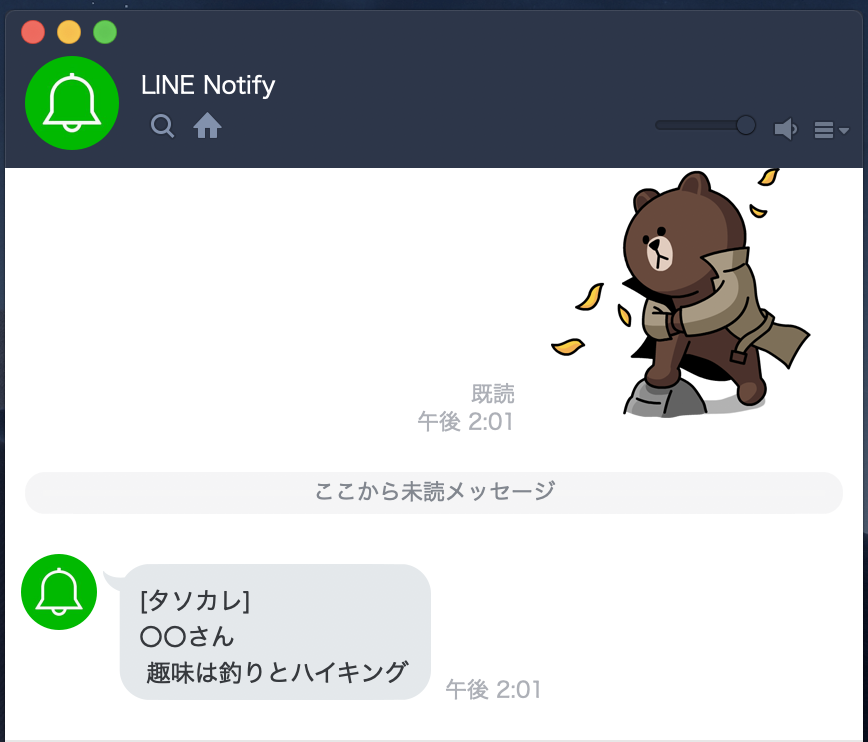 LINE Notify
既読
午後 2:01
ここから未読メッセージ
[タソカレ]
〇〇さん
趣味は釣りとハイキング
午後 2:01